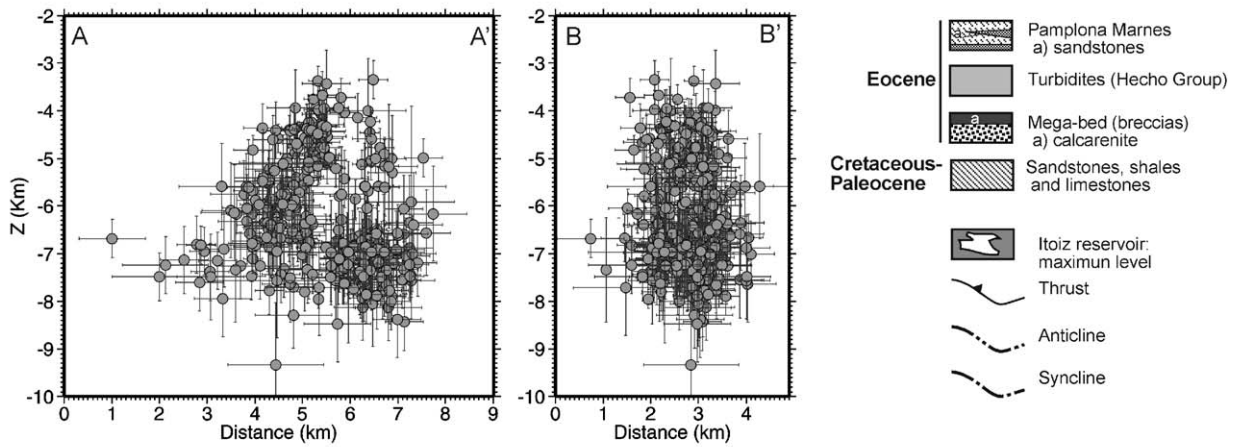 A
A'
-2
-3
-4
-5
-6
-7
-8
-9
-10
Z (Km)
0 1 2 3 4 5 6 7 8 9
Distance (km)
B
B'
-2
-3
-4
-5
-6
-7
-8
-9
-10
0 1 2 3 4
Distance (km)
Eocene
Cretaceous-
Paleocene
a
Pamplona Marnes
a) sandstones
Turbidites (Hecho Group)
a
Mega-bed (breccias)
a) calcarenite
Sandstones, shales
and limestones
Itoiz reservoir:
maximun level
Thrust
Anticline
Syncline